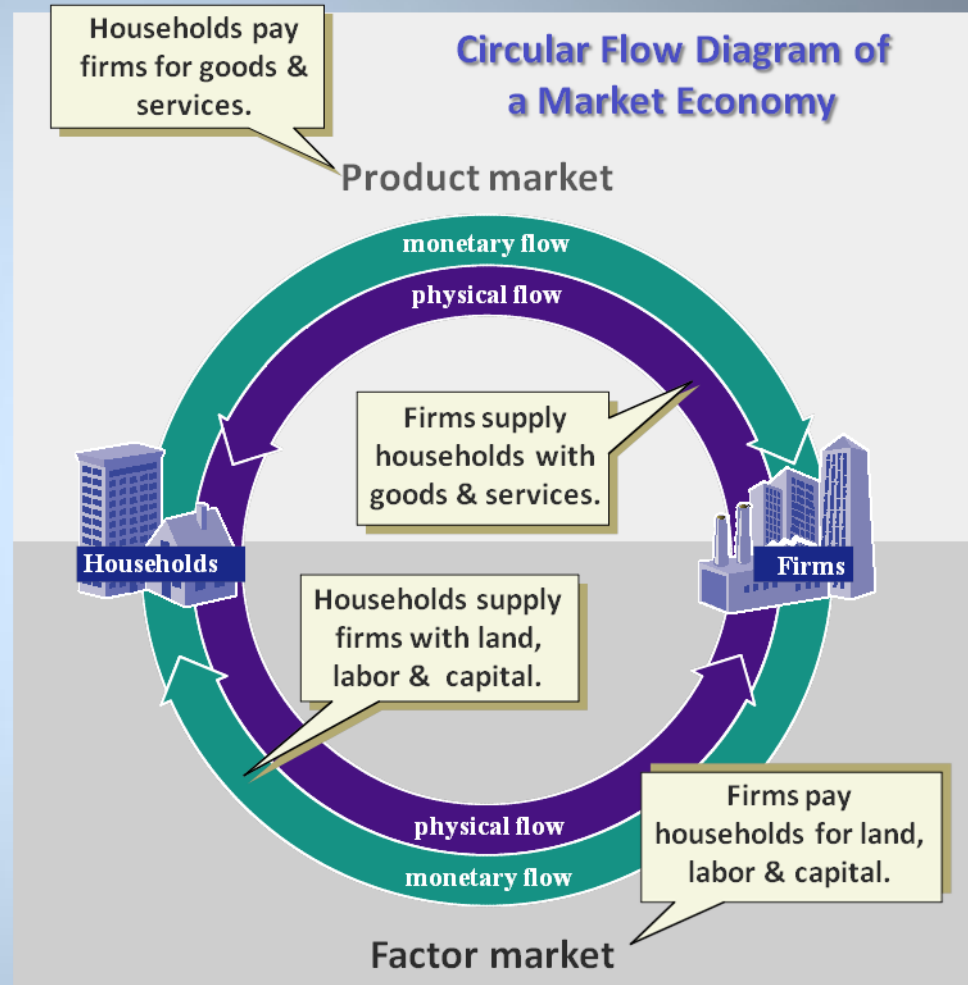 Households pay
firms for goods &
services.
Circular Flow Diagram of
a Market Economy
Product market
monetary flow
physical flow
Firms supply
households with
goods & services.
Households
Firms
Households supply
firms with land,
labor & capital.
physical flow
monetary flow
Firms pay
households for land,
labor & capital.
Factor market